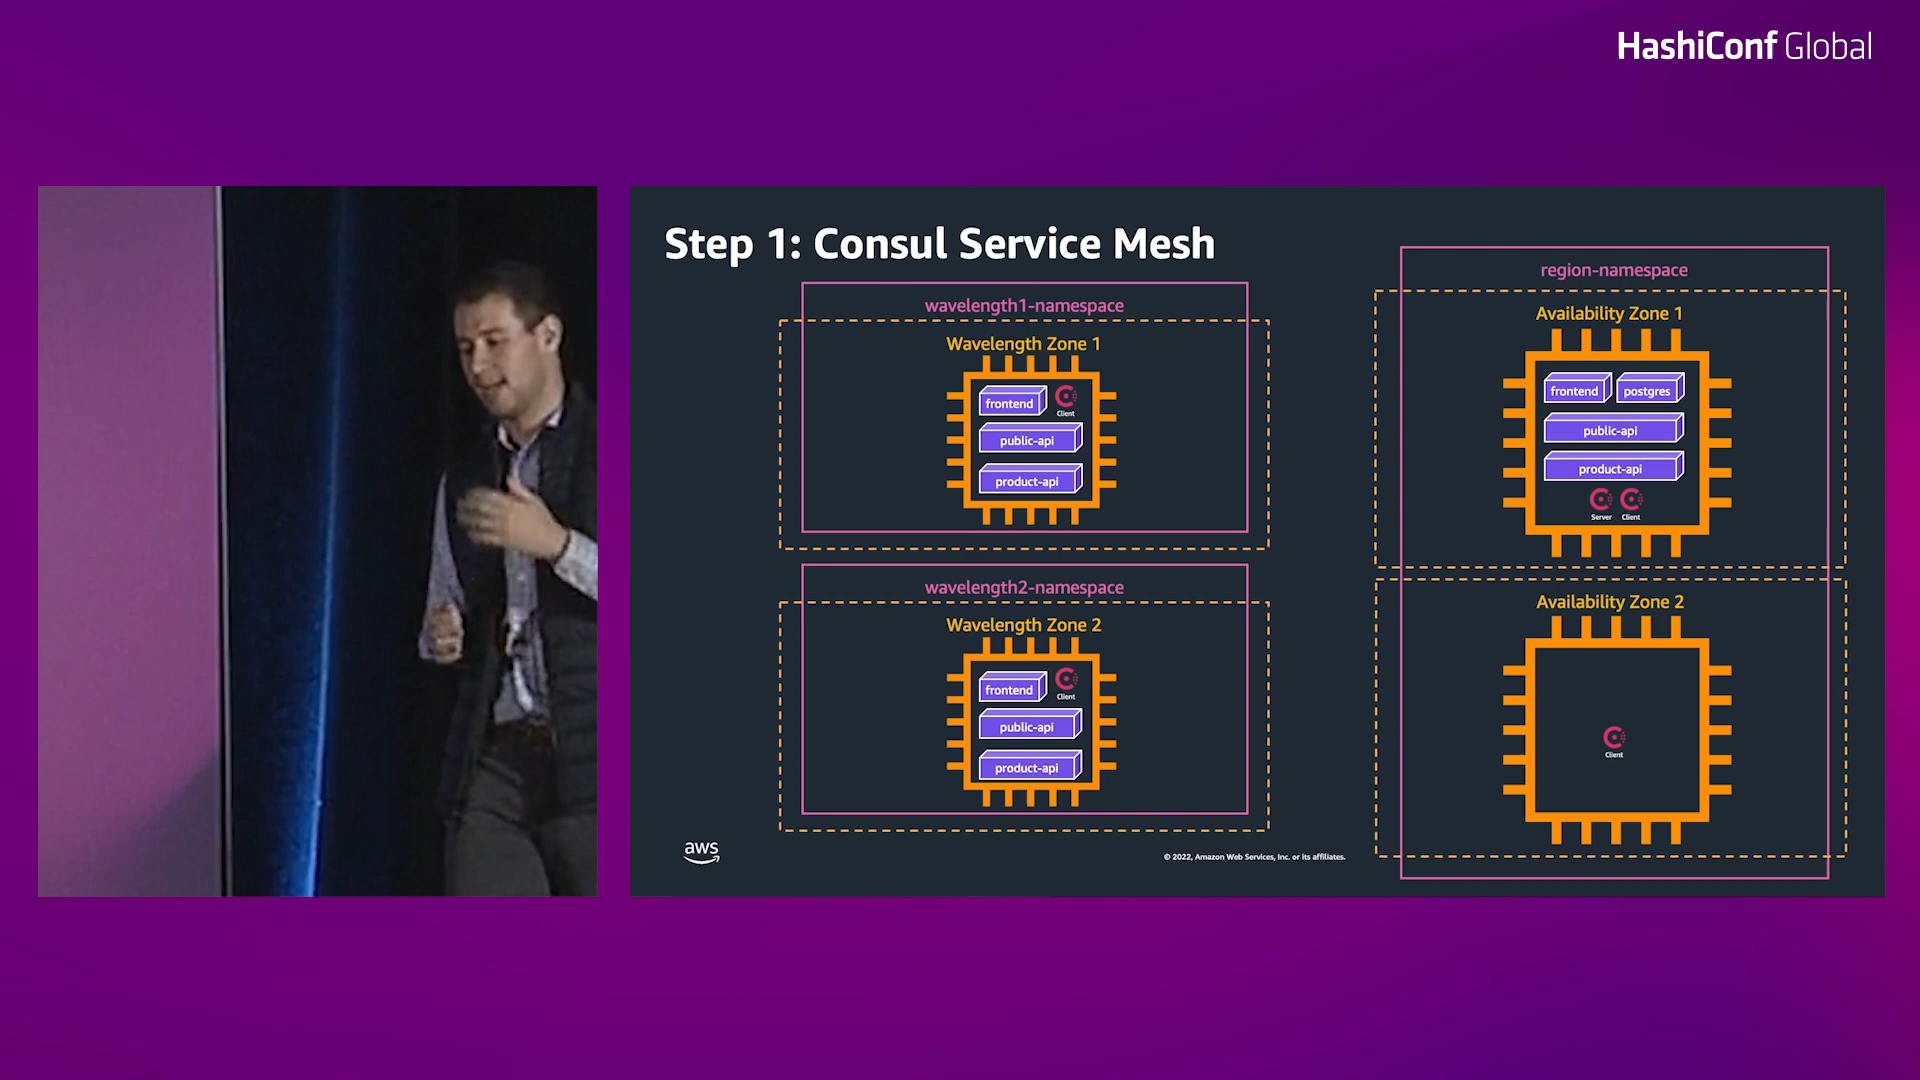 HashiConf Global
Step 1: Consul Service Mesh
wavelength1-namespace
Wavelength Zone 1
frontend
Client
public-api
product-api
wavelength2-namespace
Wavelength Zone 2
frontend
Client
public-api
product-api
region-namespace
Availability Zone 1
frontend postgres
public-api
product-api
Server Client
Availability Zone 2
Client
aws
© 2022, Amazon Web Services, Inc. or its affiliates.